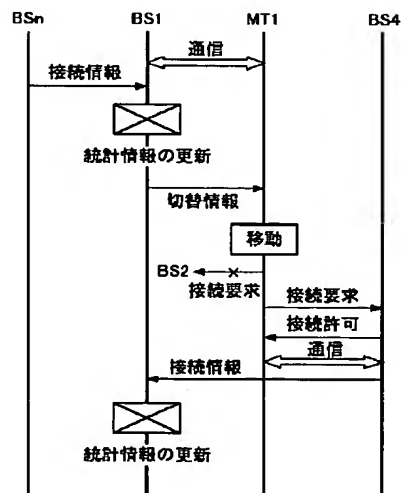 BSn BS1 MT1 BS4
通信
接続情報
統計情報の更新
切替情報
移動
BS2
接続要求
接続要求
接続許可
通信
接続情報
統計情報の更新